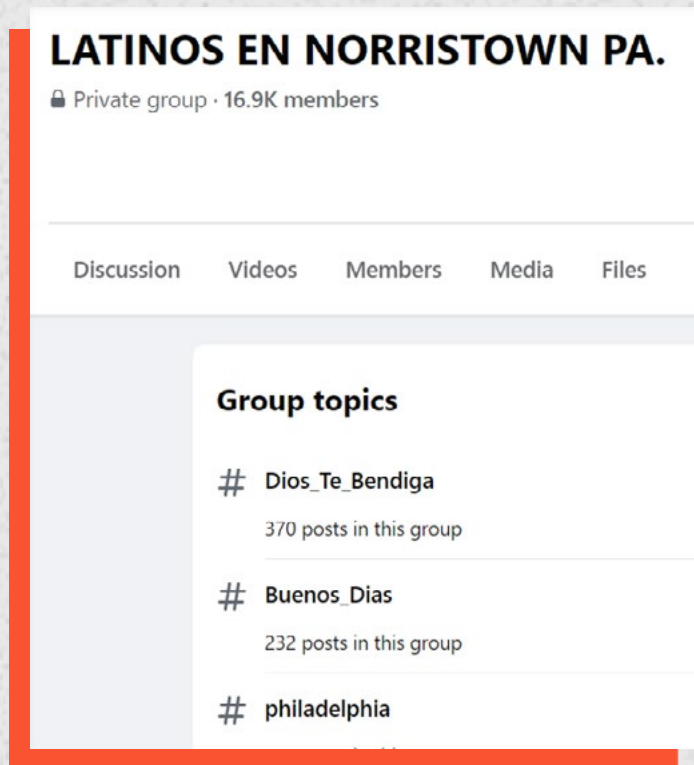 LATINOS EN NORRISTOWN PA.
Private group · 16.9K members
Discussion Videos Members Media Files
Group topics
# Dios_Te_Bendiga
370 posts in this group
# Buenos_Dias
232 posts in this group
# philadelphia